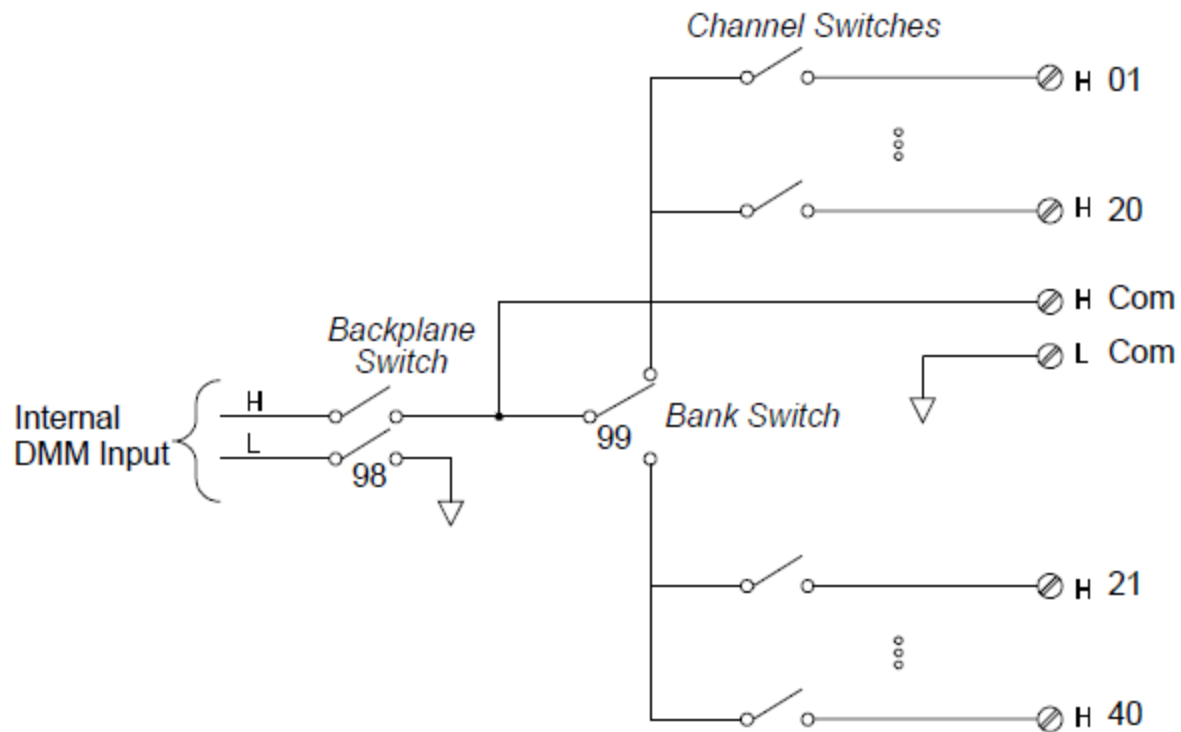 Channel Switches
H 01
H 20
H Com
L Com
Backplane
Switch
Internal
DMM Input
H
L
98
99
Bank Switch
H 21
H 40